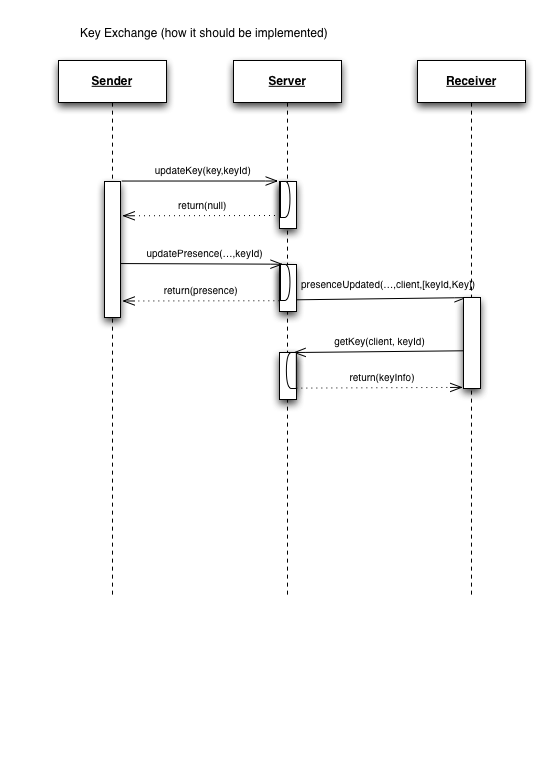 Key Exchange (how it should be implemented)
Sender
Server
Receiver
updateKey(key,keyId)
return(null)
updatePresence(...,keyId)
return(presence)
presenceUpdated(...,client,[keyId,Key])
getKey(client, keyId)
return(keyInfo)